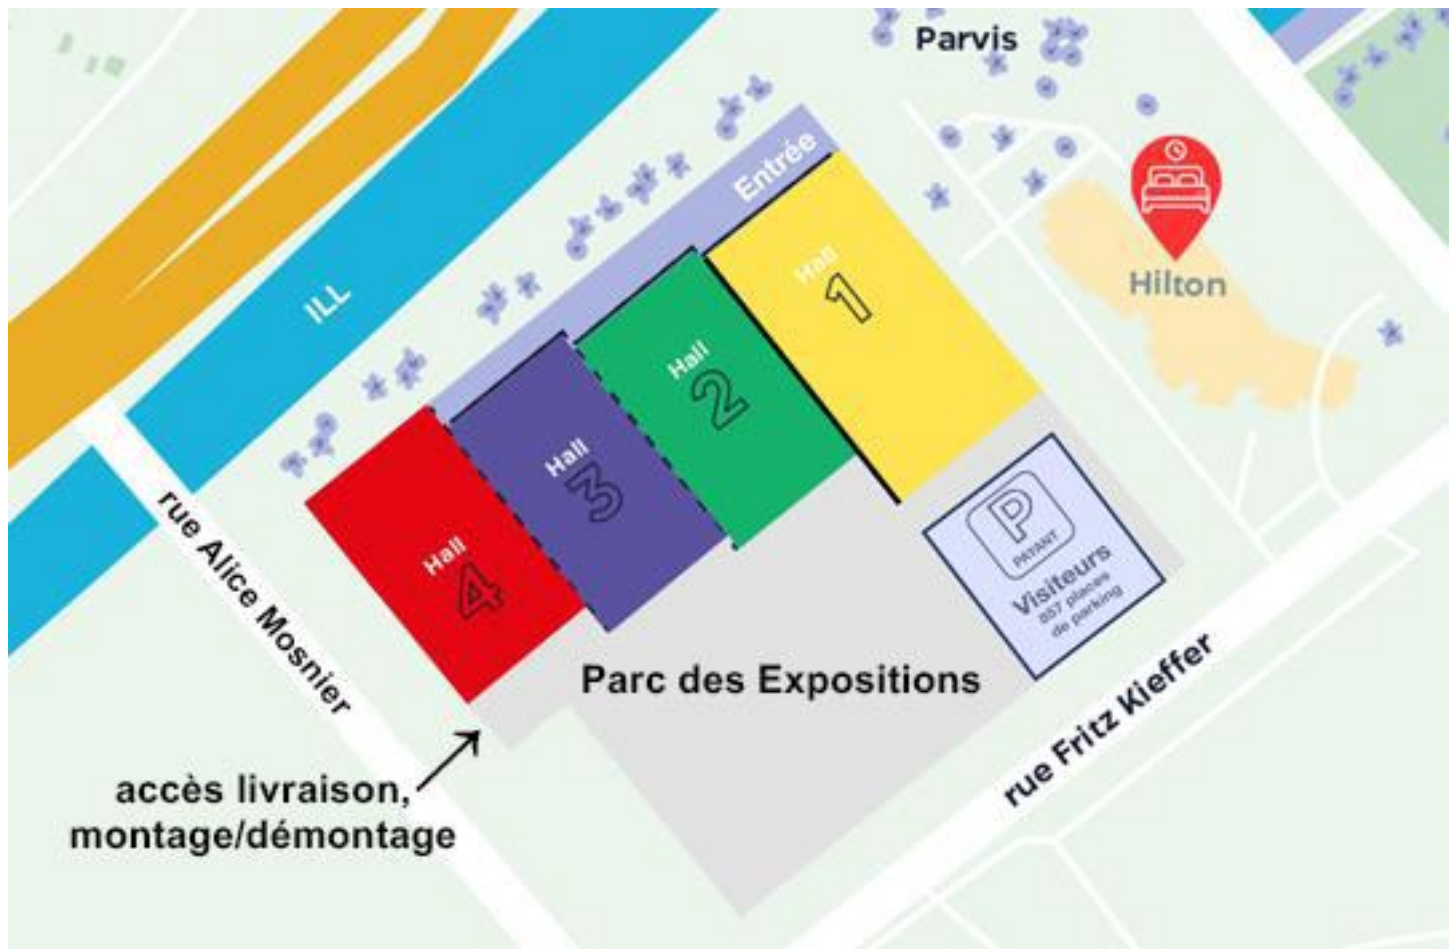 Parvis
Entrée
Hilton
ILL
Hall
1
Hall
2
Hall
3
Hall
4
P
PAYANT
Visiteurs
857 places
de parking
rue Alice Mosnier
Parc des Expositions
rue Fritz Kieffer
accès livraison,
montage/démontage